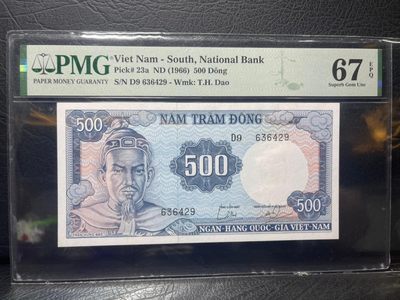 PMG
PAPER MONEY GUARANTY
Viet Nam - South, National Bank
Pick# 23a ND (1966) 500 Dông
S/N D9 636429 - Wmk: T.H. Dao
67 EPQ
Superb Gem Unc
500
NĂM TRĂM ĐỒNG
D9 636429
500
636429
500
NGÂN-HÀNG QUỐC-GIA VIỆT-NAM